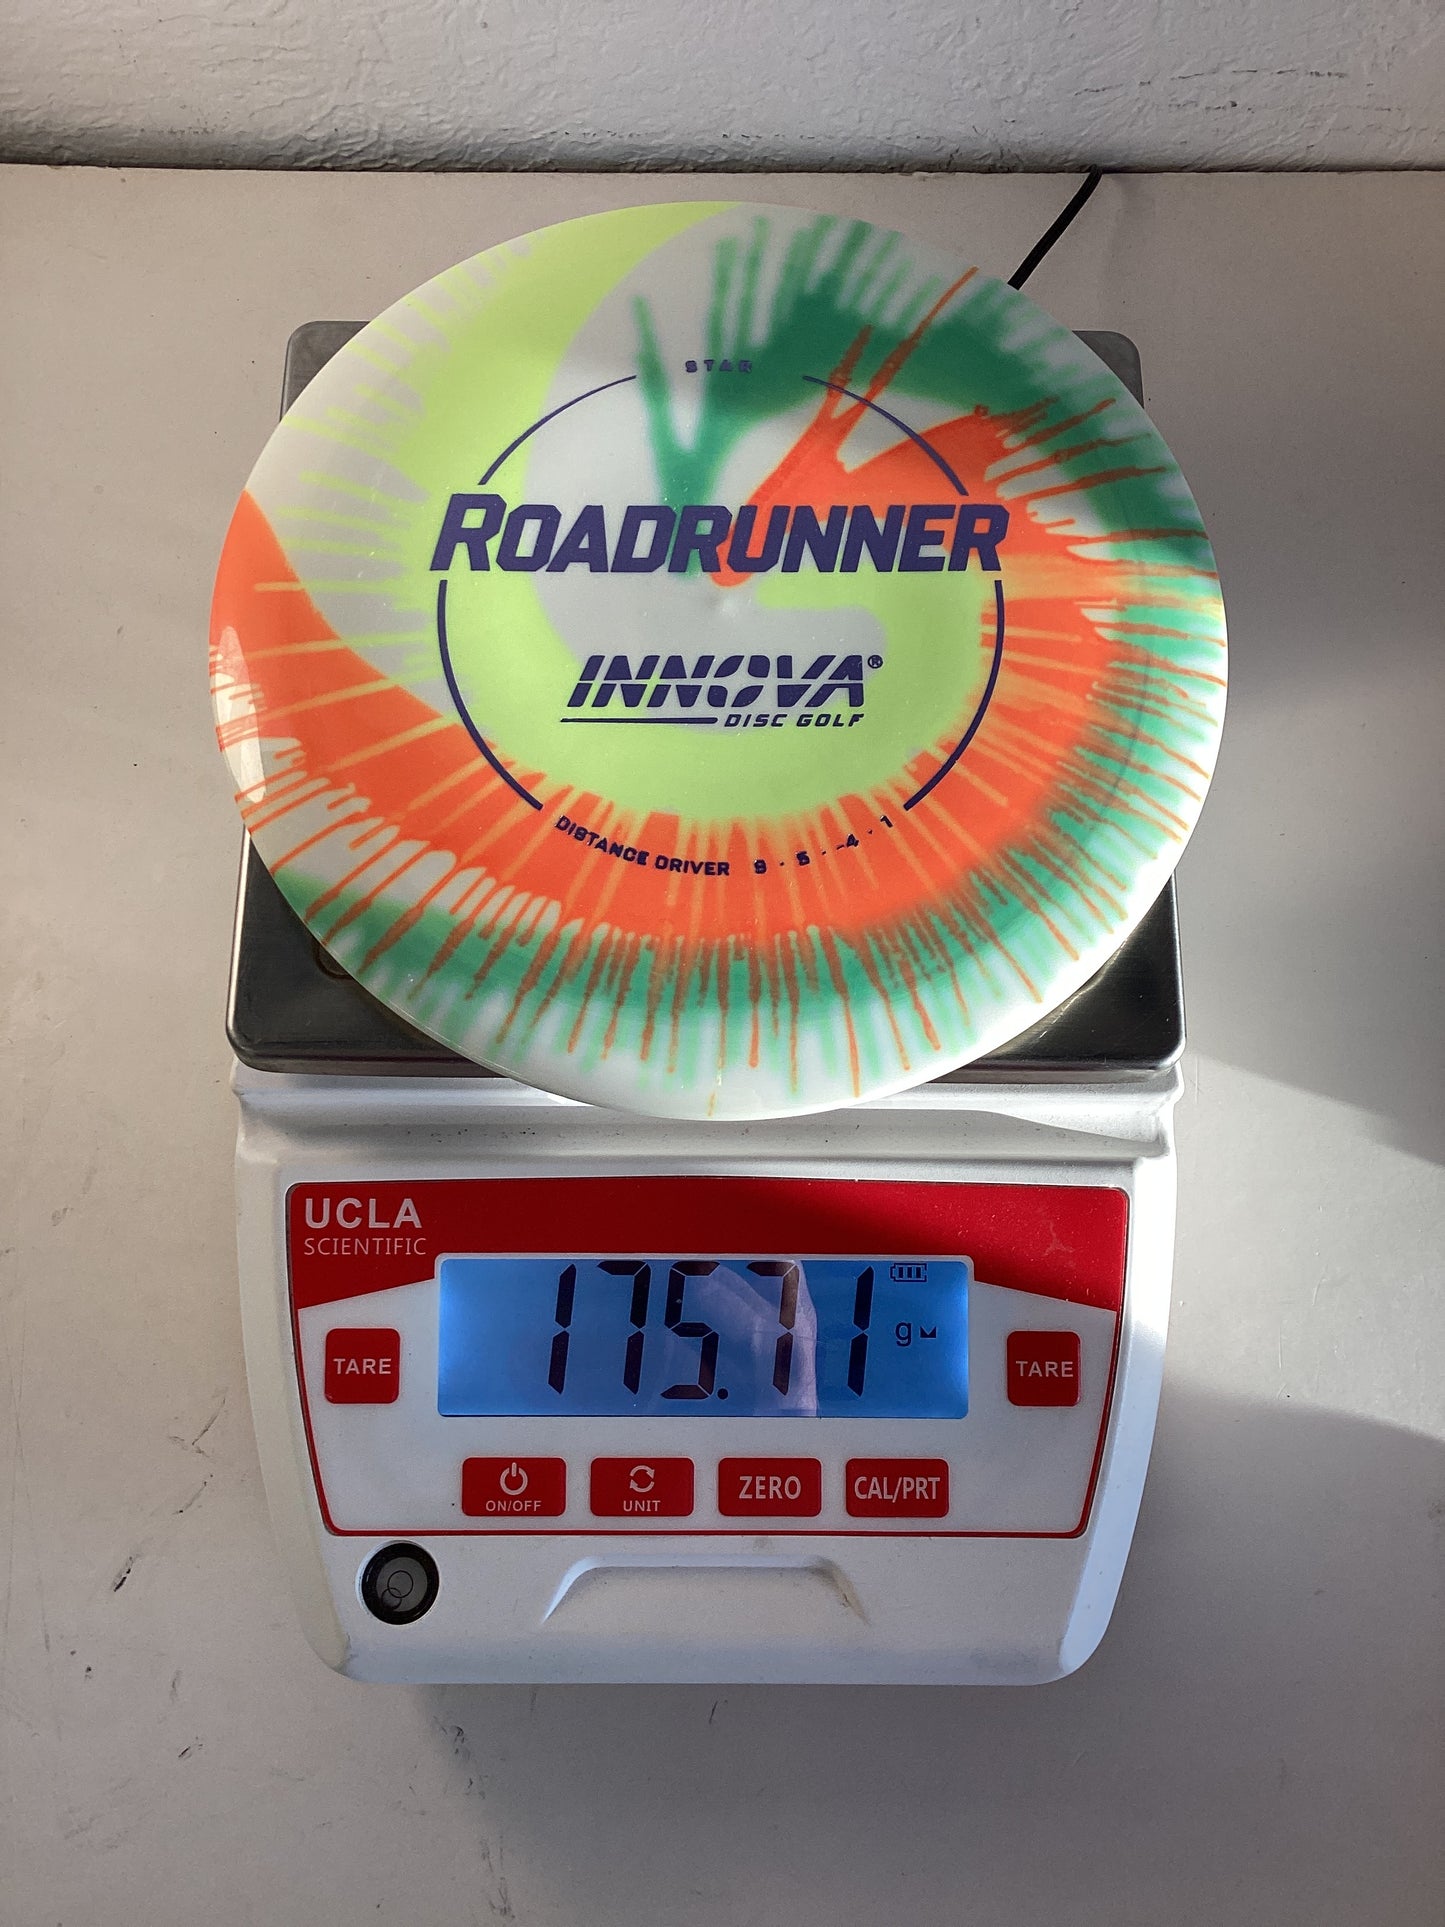 STAR
ROADRUNNER
INNOVA®
DISC GOLF
DISTANCE DRIVER 9 · 5 · -4 · 1
UCLA
SCIENTIFIC
175.71 g
TARE
TARE
ON/OFF
UNIT
ZERO
CAL/PRT